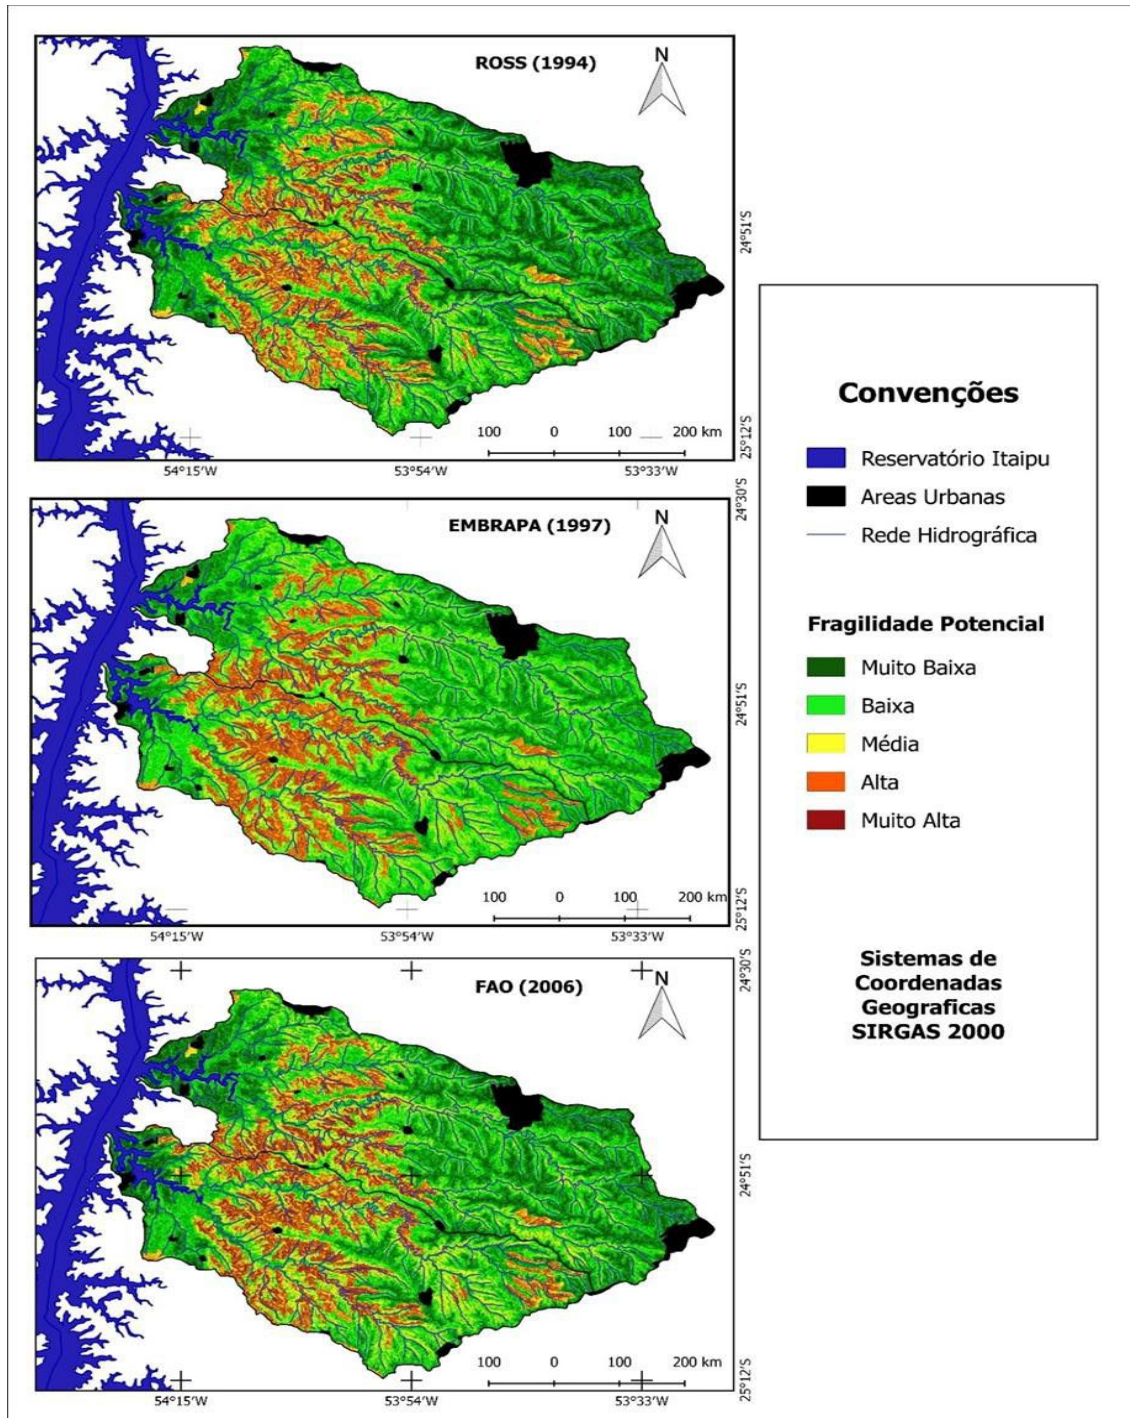 ROSS (1994)
N
24°51'S
100 0 100 200 km
25°12'S
54°15'W 53°54'W 53°33'W
24°30'S
EMBRAPA (1997)
N
24°51'S
100 0 100 200 km
25°12'S
54°15'W 53°54'W 53°33'W
24°30'S
FAO (2006)
N
24°51'S
100 0 100 200 km
25°12'S
54°15'W 53°54'W 53°33'W
Convenções
Reservatório Itaipu
Areas Urbanas
Rede Hidrográfica
Fragilidade Potencial
Muito Baixa
Baixa
Média
Alta
Muito Alta
Sistemas de
Coordenadas
Geograficas
SIRGAS 2000